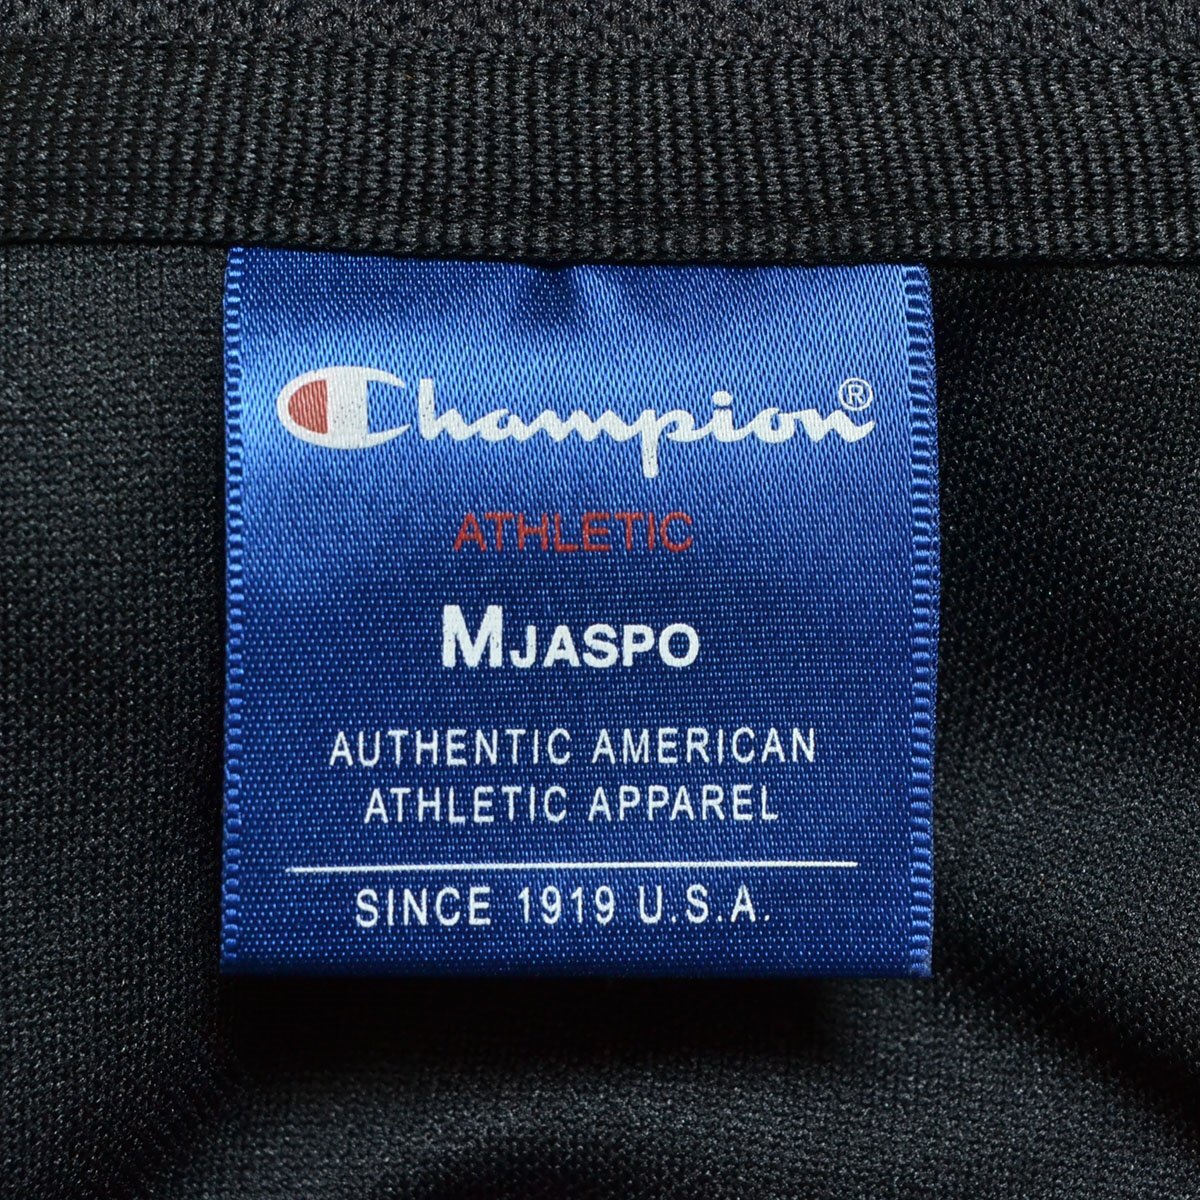 Champion®
ATHLETIC
MJASPO
AUTHENTIC AMERICAN
ATHLETIC APPAREL
SINCE 1919 U.S.A.